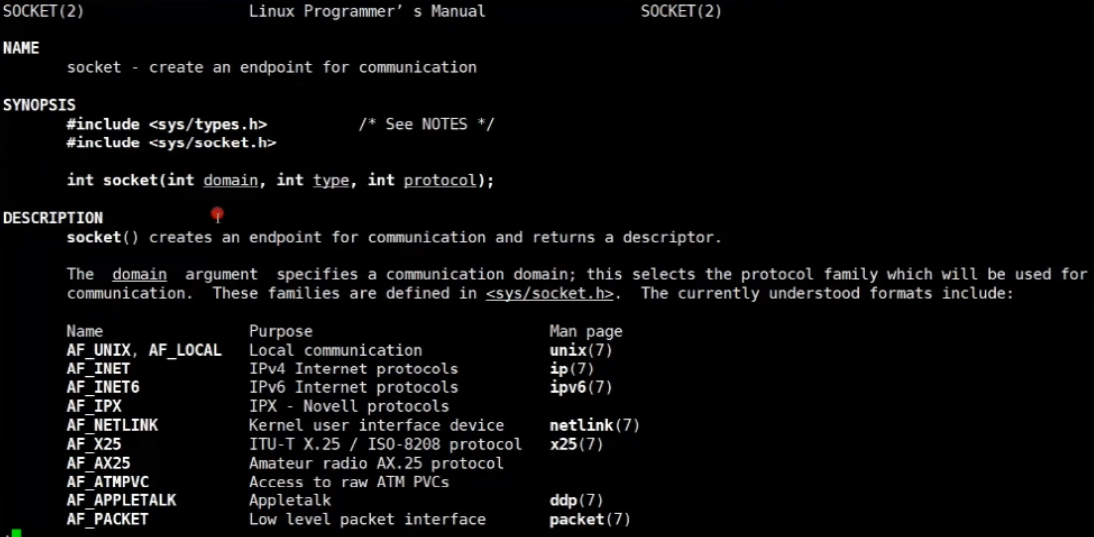 SOCKET(2) Linux Programmer’ s Manual SOCKET(2)
NAME
socket - create an endpoint for communication
SYNOPSIS
#include <sys/types.h> /* See NOTES */
#include <sys/socket.h>
int socket(int domain, int type, int protocol);
DESCRIPTION
socket() creates an endpoint for communication and returns a descriptor.
The domain argument specifies a communication domain; this selects the protocol family which will be used for
communication. These families are defined in <sys/socket.h>. The currently understood formats include:
Name Purpose Man page
AF_UNIX, AF_LOCAL Local communication unix(7)
AF_INET IPv4 Internet protocols ip(7)
AF_INET6 IPv6 Internet protocols ipv6(7)
AF_IPX IPX - Novell protocols
AF_NETLINK Kernel user interface device netlink(7)
AF_X25 ITU-T X.25 / ISO-8208 protocol x25(7)
AF_AX25 Amateur radio AX.25 protocol
AF_ATMPVC Access to raw ATM PVCs
AF_APPLETALK Appletalk ddp(7)
AF_PACKET Low level packet interface packet(7)